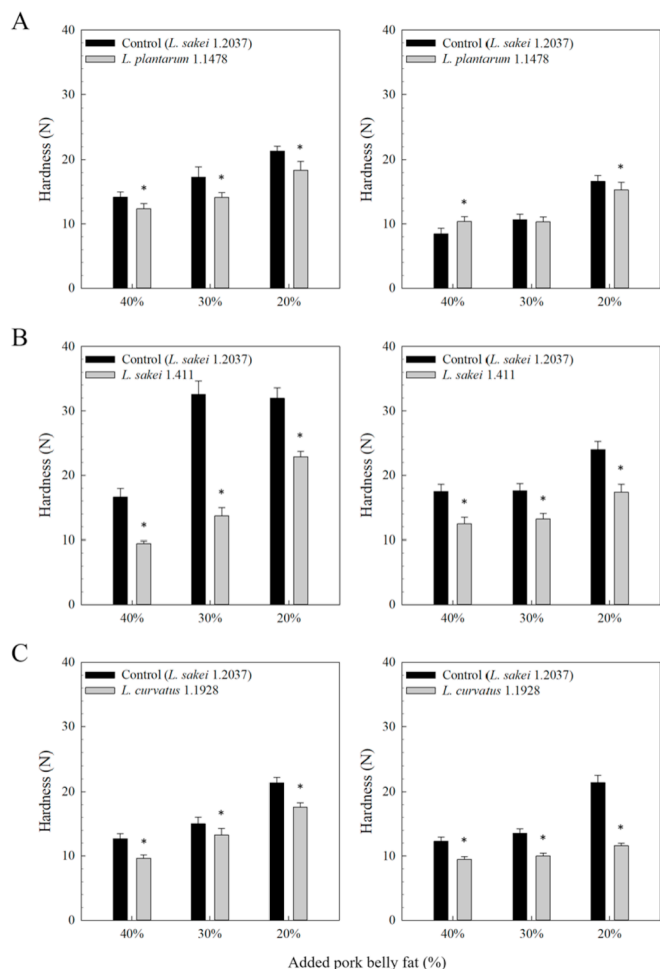 A
Control (L. sakei 1.2037)
L. plantarum 1.1478
Hardness (N)
40
30
20
10
0
40% 30% 20%
Control (L. sakei 1.2037)
L. plantarum 1.1478
Hardness (N)
40
30
20
10
0
* * *
40% 30% 20%
* *
B
Control (L. sakei 1.2037)
L. sakei 1.411
Hardness (N)
40
30
20
10
0
* * *
40% 30% 20%
Control (L. sakei 1.2037)
L. sakei 1.411
Hardness (N)
40
30
20
10
0
* * *
40% 30% 20%
C
Control (L. sakei 1.2037)
L. curvatus 1.1928
Hardness (N)
40
30
20
10
0
* * *
40% 30% 20%
Control (L. sakei 1.2037)
L. curvatus 1.1928
Hardness (N)
40
30
20
10
0
* * *
40% 30% 20%
Added pork belly fat (%)